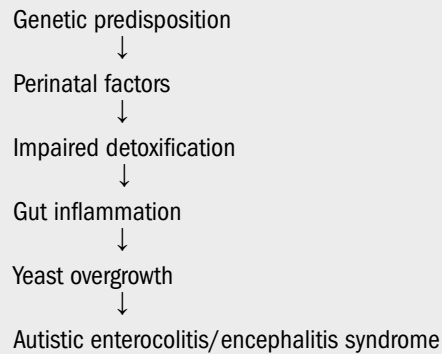 Genetic predisposition
↓
Perinatal factors
↓
Impaired detoxification
↓
Gut inflammation
↓
Yeast overgrowth
↓
Autistic enterocolitis/encephalitis syndrome